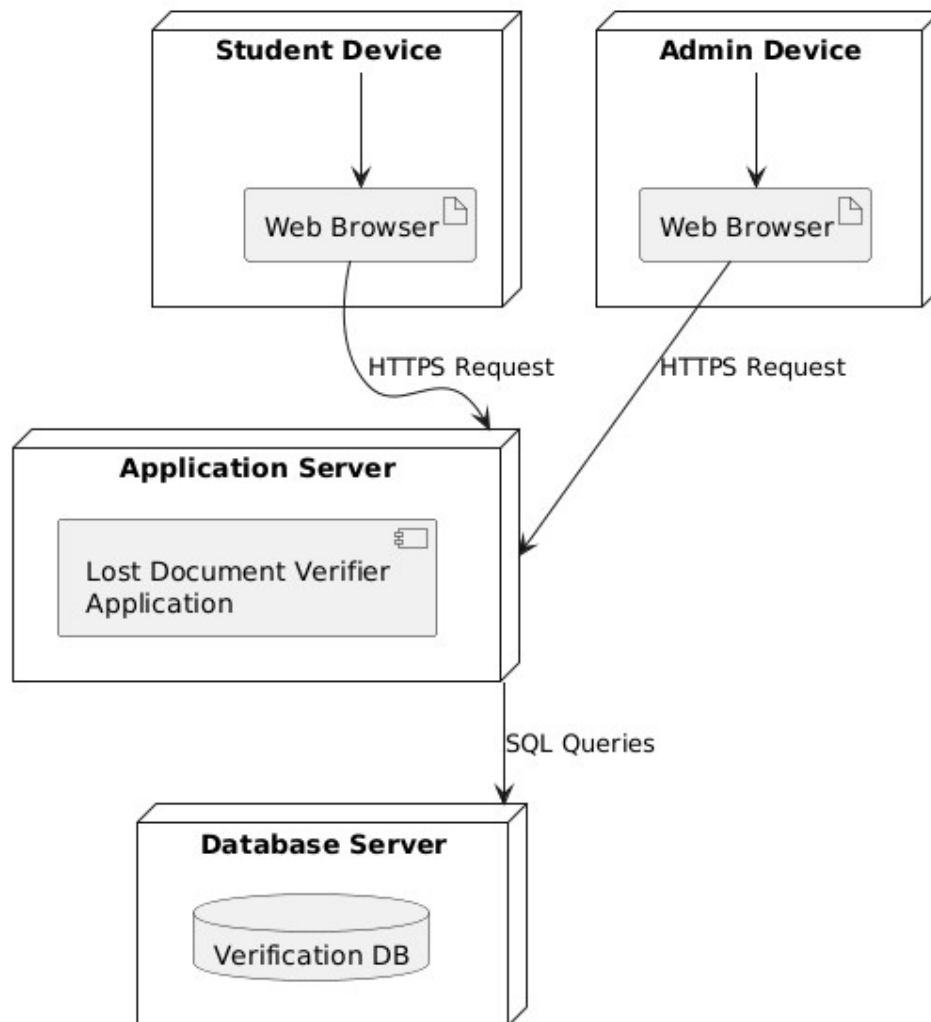 Student Device
Admin Device
Web Browser
Web Browser
HTTPS Request
HTTPS Request
Application Server
Lost Document Verifier
Application
SQL Queries
Database Server
Verification DB